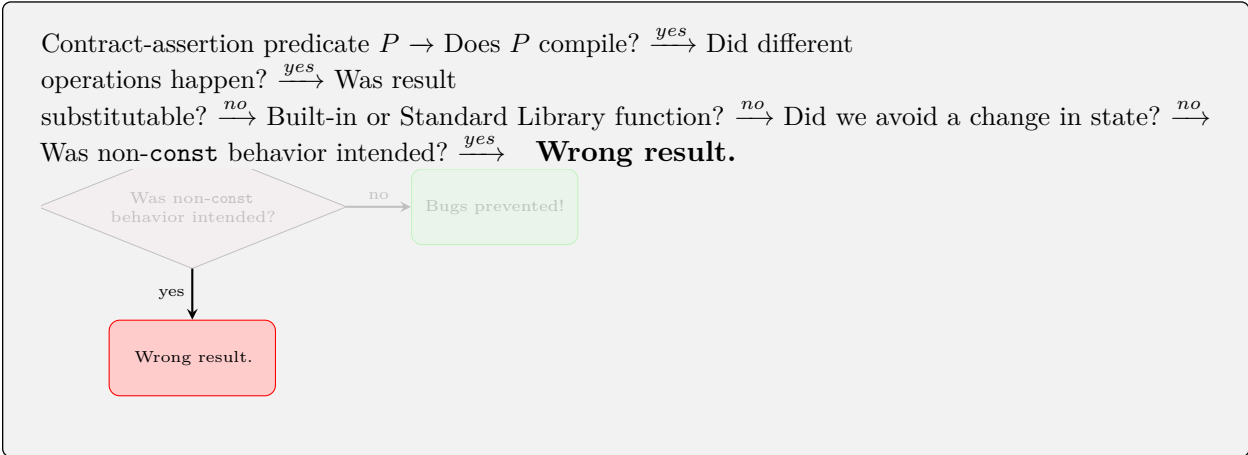 Contract-assertion predicate P → Does P compile? yes→ Did different
operations happen? yes→ Was result
substitutable? no→ Built-in or Standard Library function? no→ Did we avoid a change in state? no→
Was non-const behavior intended? yes→ Wrong result.
Was non-const
behavior intended?
no
Bugs prevented!
yes
Wrong result.